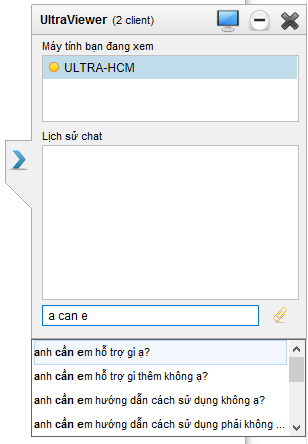 UltraViewer (2 client)
Máy tính bạn đang xem
ULTRA-HCM
Lịch sử chat
a can e
anh cần em hỗ trợ gì ạ?
anh cần em hỗ trợ gì thêm không ạ?
anh cần em hướng dẫn cách sử dụng không ạ?
anh cần em hướng dẫn cách sử dụng phải không ...